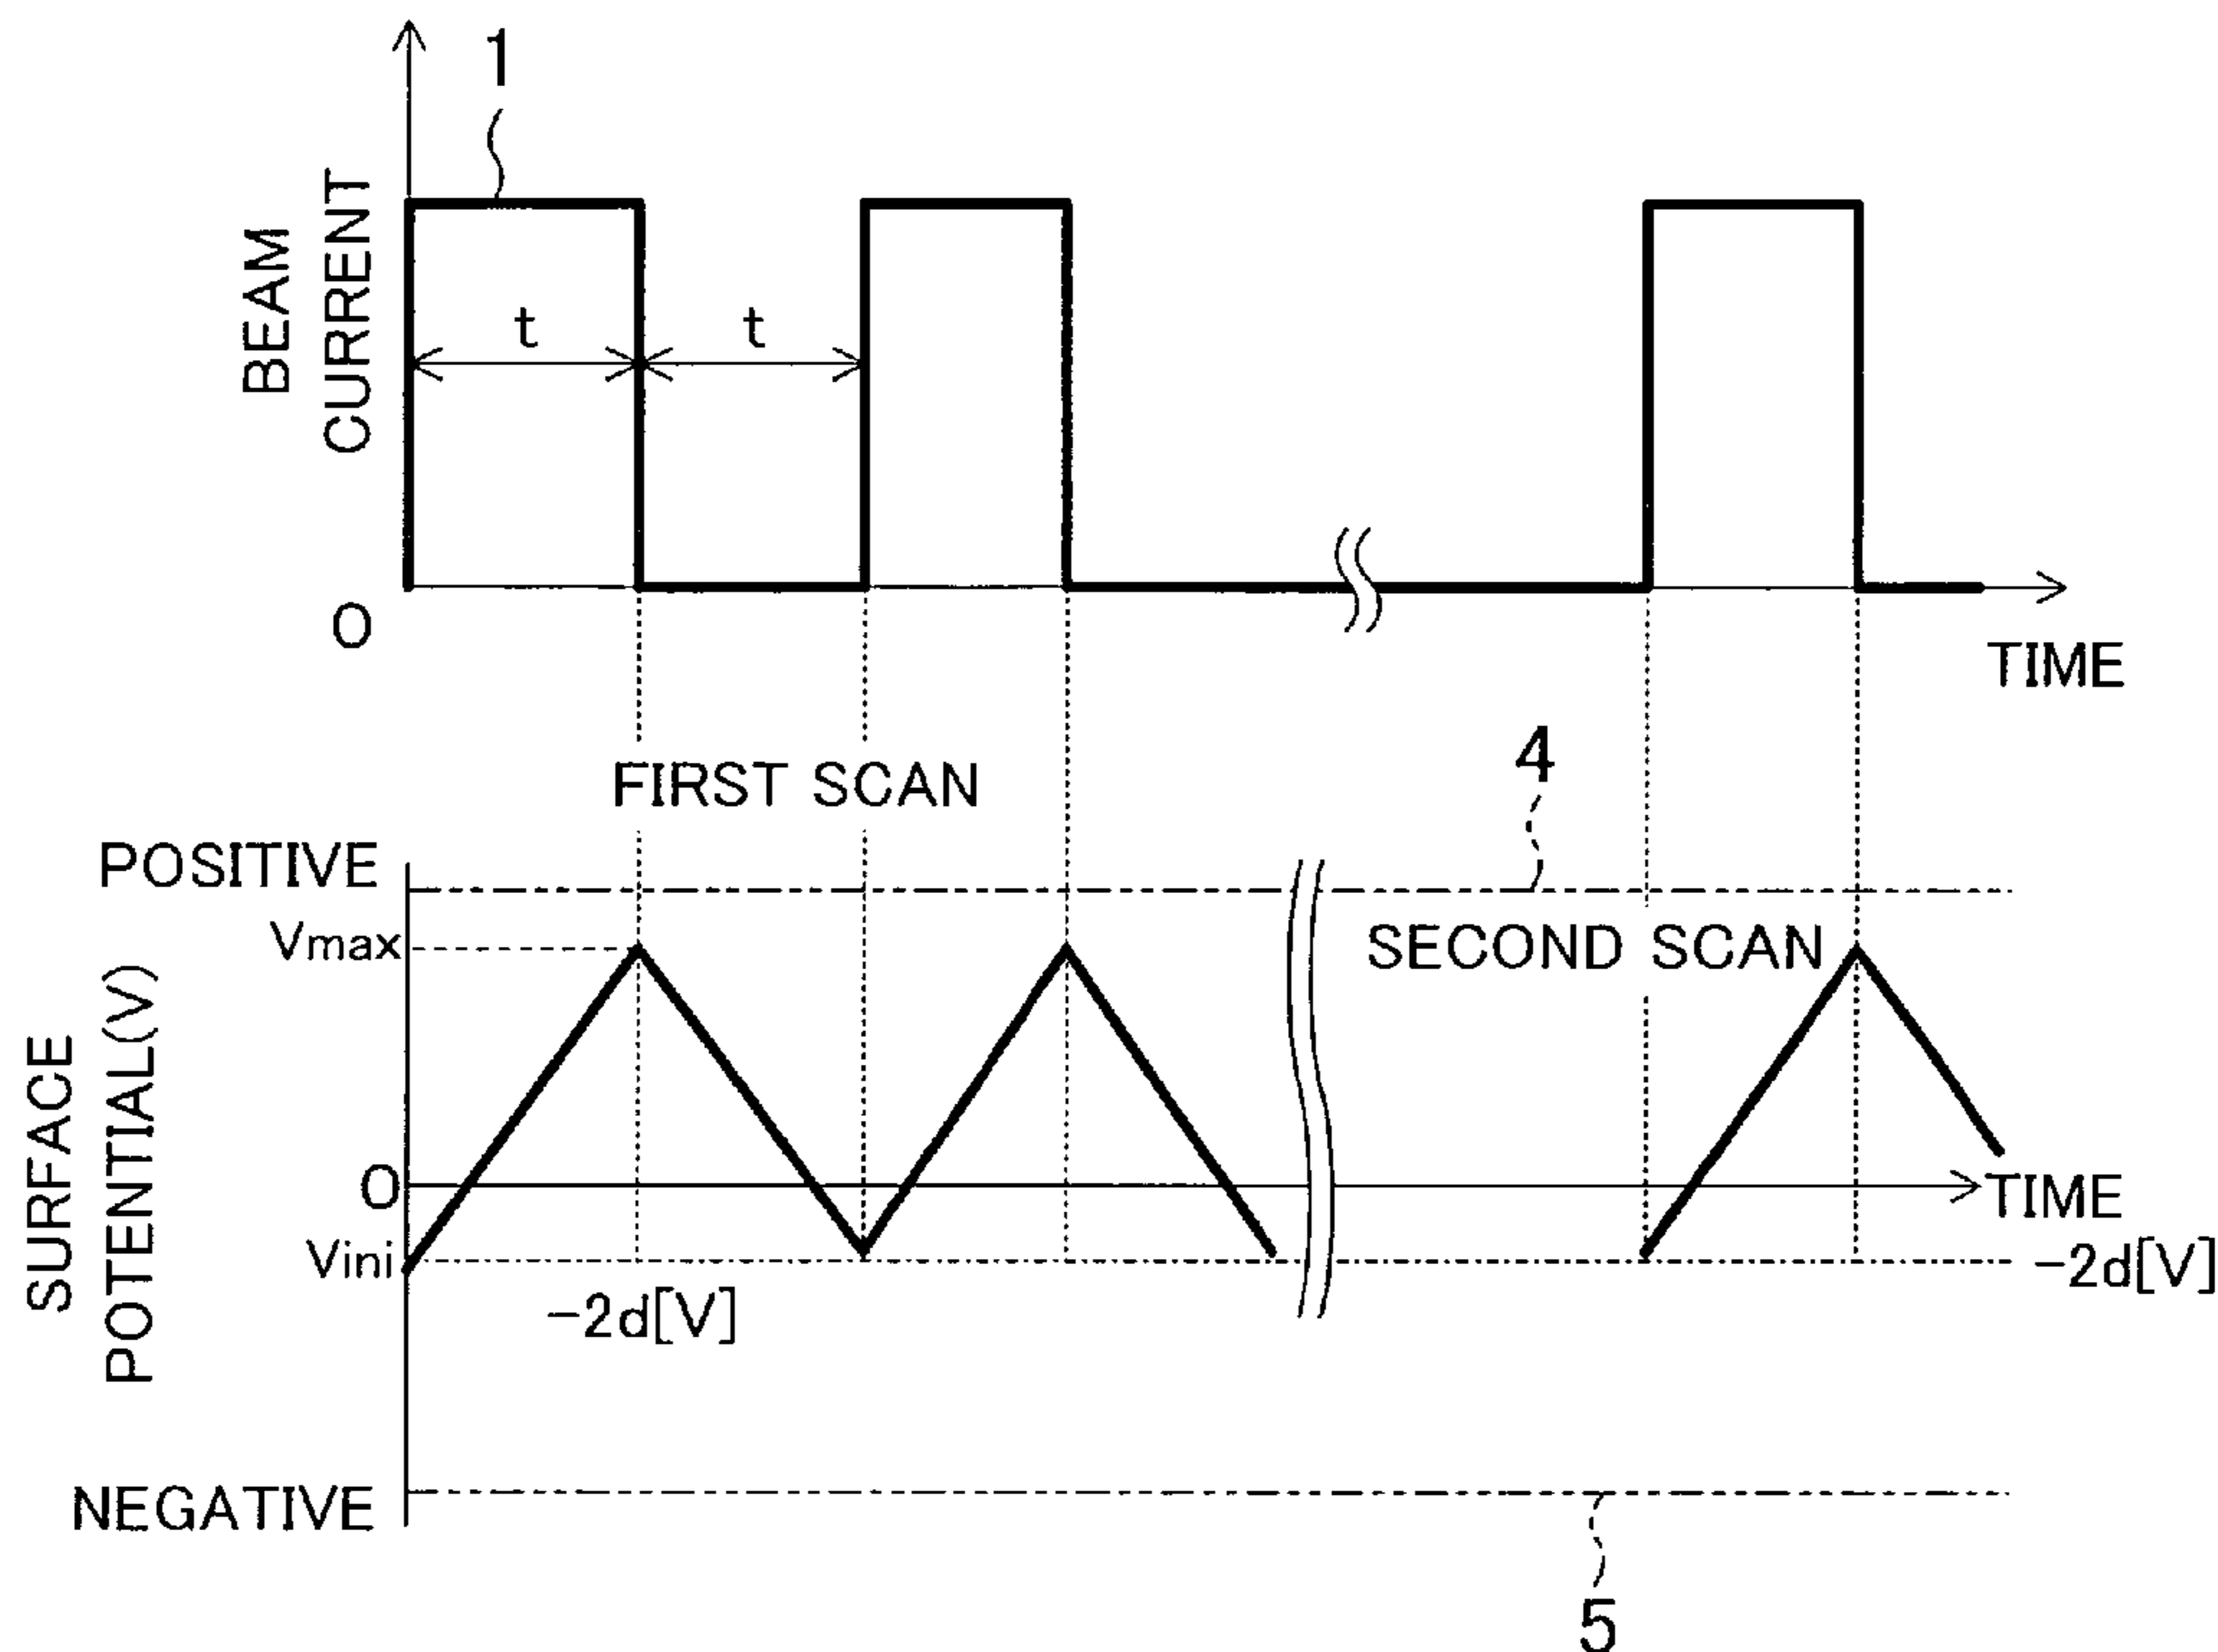 1
BEAM
CURRENT
t
t
O
TIME
4
FIRST SCAN
POSITIVE
Vmax
SECOND SCAN
SURFACE
POTENTIAL(V)
O
TIME
Vini
-2d[V]
-2d[V]
NEGATIVE
5